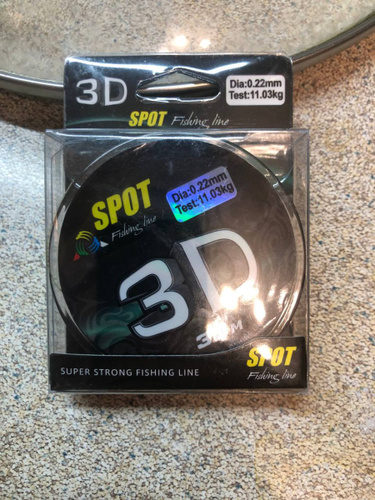 3D
Dia:0.22mm
Test:11.03kg
SPOT Fishing line
SPOT
Fishing line
Dia:0.22mm
Test:11.03kg
3D
SUPER STRONG FISHING LINE
SPOT
Fishing line